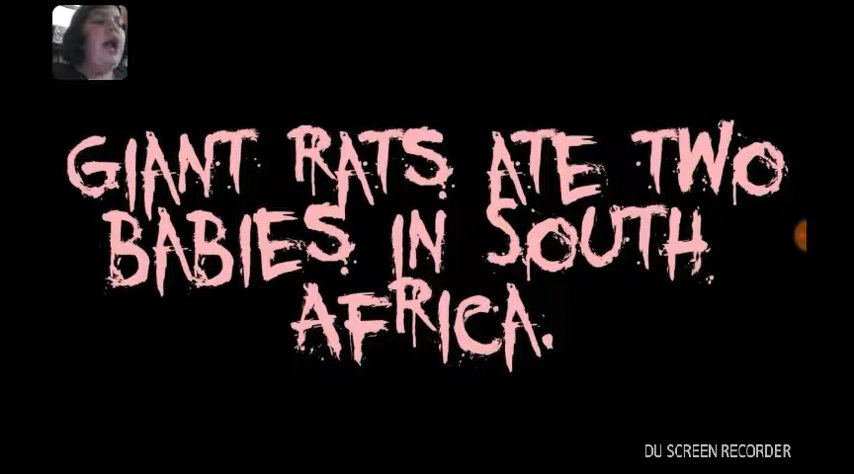 GIANT RATS ATE TWO
BABIES IN SOUTH
AFRICA.
DU SCREEN RECORDER